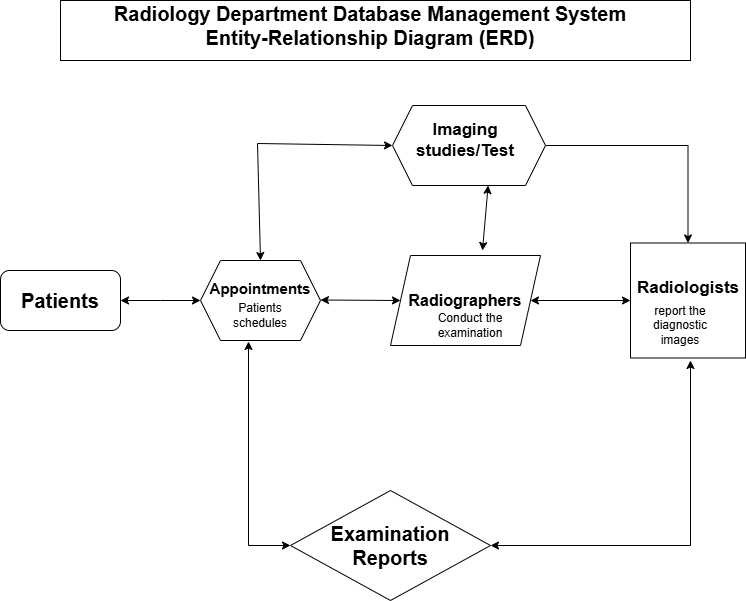 Radiology Department Database Management System
Entity-Relationship Diagram (ERD)
Imaging
studies/Test
Patients
Appointments
Patients
schedules
Radiographers
Conduct the
examination
Radiologists
report the
diagnostic
images
Examination
Reports